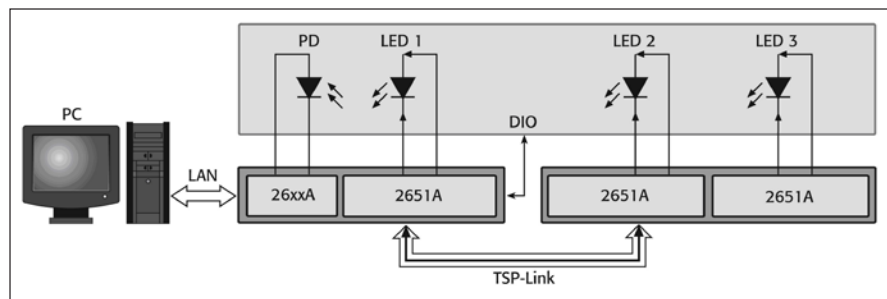 PD
LED 1
LED 2
LED 3
PC
DIO
LAN
26xxA
2651A
2651A
2651A
TSP-Link